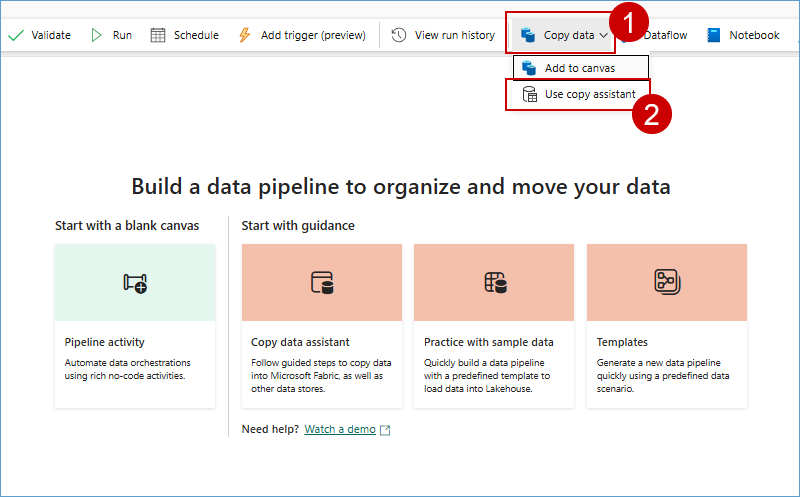 Validate
Run
Schedule
Add trigger (preview)
View run history
Copy data
Dataflow
Notebook
1
Add to canvas
Use copy assistant
2
Build a data pipeline to organize and move your data
Start with a blank canvas
Start with guidance
Pipeline activity
Automate data orchestrations
using rich no-code activities.
Copy data assistant
Follow guided steps to copy data
into Microsoft Fabric, as well as
other data stores.
Practice with sample data
Quickly build a data pipeline
with a predefined template to
load data into Lakehouse.
Templates
Generate a new data pipeline
quickly using a predefined data
scenario.
Need help? Watch a demo